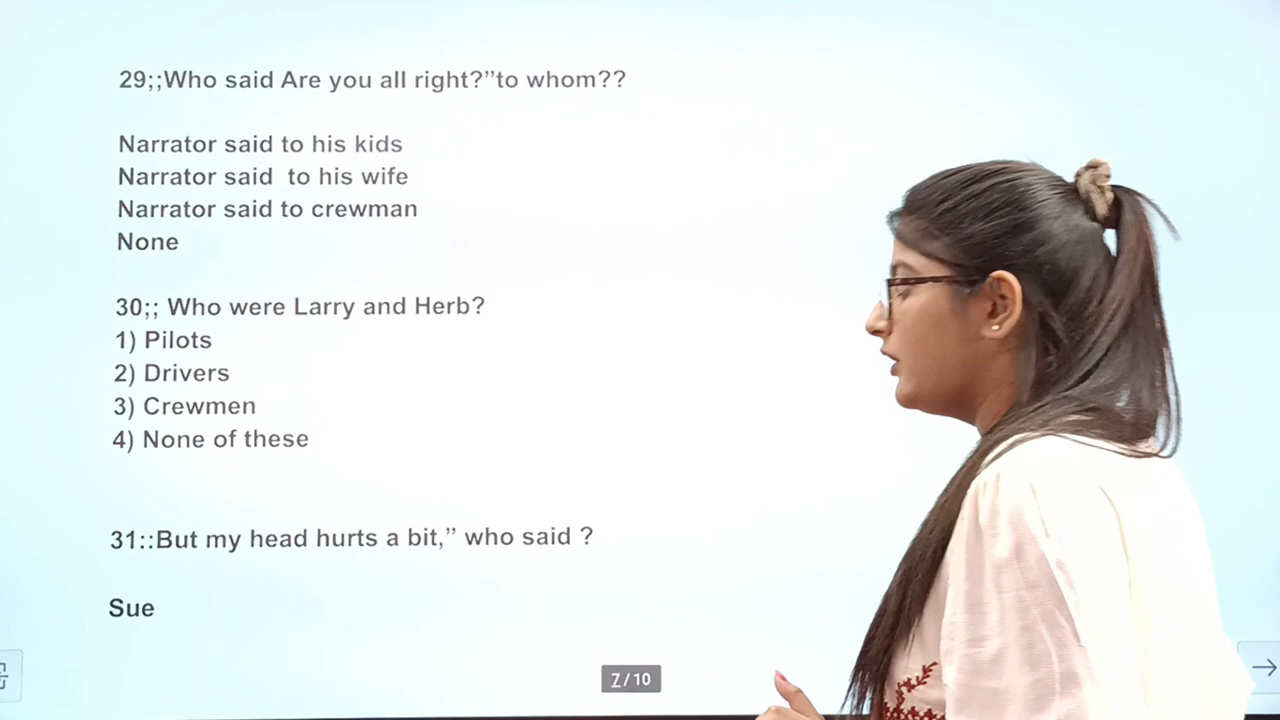 29;;Who said Are you all right?”to whom??
Narrator said to his kids
Narrator said  to his wife
Narrator said to crewman
None
30;; Who were Larry and Herb?
1) Pilots
2) Drivers
3) Crewmen
4) None of these
31::But my head hurts a bit,” who said ?
Sue
7/10